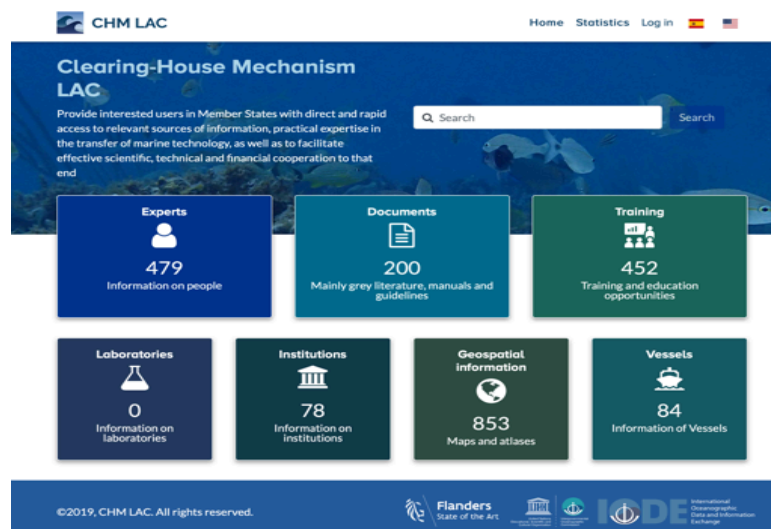 CHM LAC
Home Statistics Log in
Clearing-House Mechanism
LAC
Provide interested users in Member States with direct and rapid
access to relevant sources of information, practical expertise in
the transfer of marine technology, as well as to facilitate
effective scientific, technical and financial cooperation to that
end
Search
Search
Experts
479
Information on people
Documents
200
Mainly grey literature, manuals and
guidelines
Training
452
Training and education
opportunities
Laboratories
0
Information on
laboratories
Institutions
78
Information on
institutions
Geospatial
information
853
Maps and atlases
Vessels
84
Information of Vessels
©2019, CHM LAC. All rights reserved.
Flanders
State of the Art
IODE
International
Oceanographic
Data and Information
Exchange